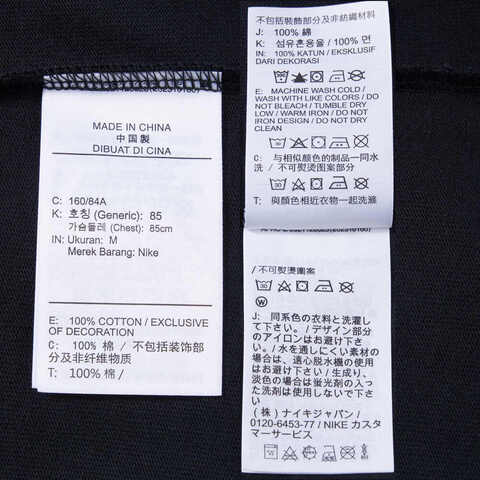 MADE IN CHINA
中国製
DIBUAT DI CINA
C: 160/84A
K: 호칭 (Generic): 85
가슴둘레 (Chest): 85cm
IN: Ukuran: M
Merek Barang: Nike
E: 100% COTTON / EXCLUSIVE
OF DECORATION
C: 100% 棉 / 不包括装饰部
分及非纤维物质
T: 100% 棉 /
不包括裝飾部分及非紡織材料
J: 100% 綿
K: 섬유혼용율 / 100% 면
IN: 100% KATUN / EKSKLUSIF
DARI DEKORASI
E: MACHINE WASH COLD /
WASH WITH LIKE COLORS / DO
NOT BLEACH / TUMBLE DRY
LOW / WARM IRON / DO NOT
IRON DESIGN / DO NOT DRY
CLEAN
C: 与相似颜色的制品一同水
洗 / 不可熨烫图案部分
T: 與顏色相近衣物一起洗滌
/ 不可熨燙圖案
J: 同系色の衣料と洗濯し
て下さい。/ デザイン部分
のアイロンはお避け下さ
い / 水を通しにくい素材の
場合は、遠心脱水機の使用
はお避け下さい / 生成り、
淡色の場合は蛍光剤の入っ
た洗剤は使用しないで下さ
い。
(株) ナイキジャパン /
0120-6453-77 / NIKE カスタ
マーサービス